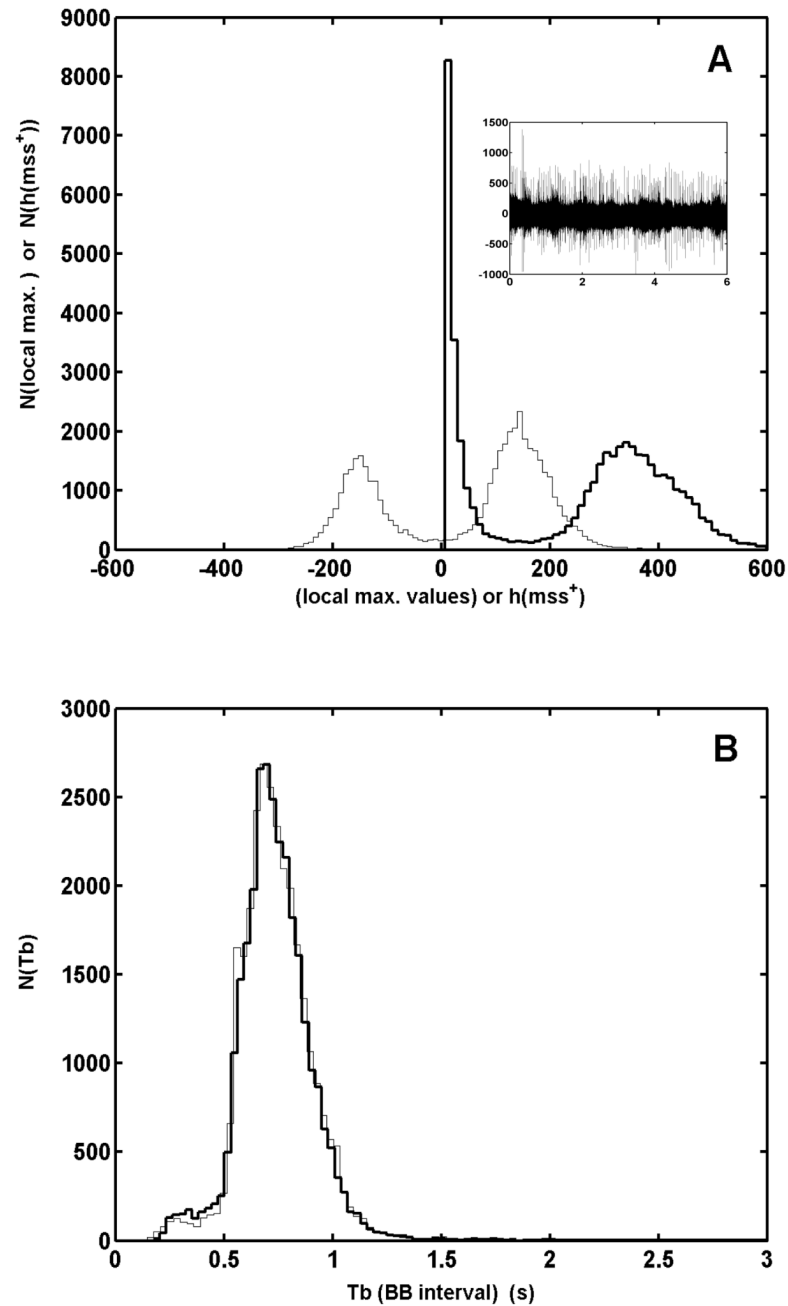 9000
8000
7000
6000
5000
4000
3000
2000
1000
0
N(local max. ) or N(h(mss+))
A
1500
1000
500
0
-500
-1000
0 2 4 6
-600 -400 -200 0 200 400 600
(local max. values) or h(mss+)
3000
2500
2000
1500
1000
500
0
N(Tb)
B
0 0.5 1 1.5 2 2.5 3
Tb (BB interval) (s)